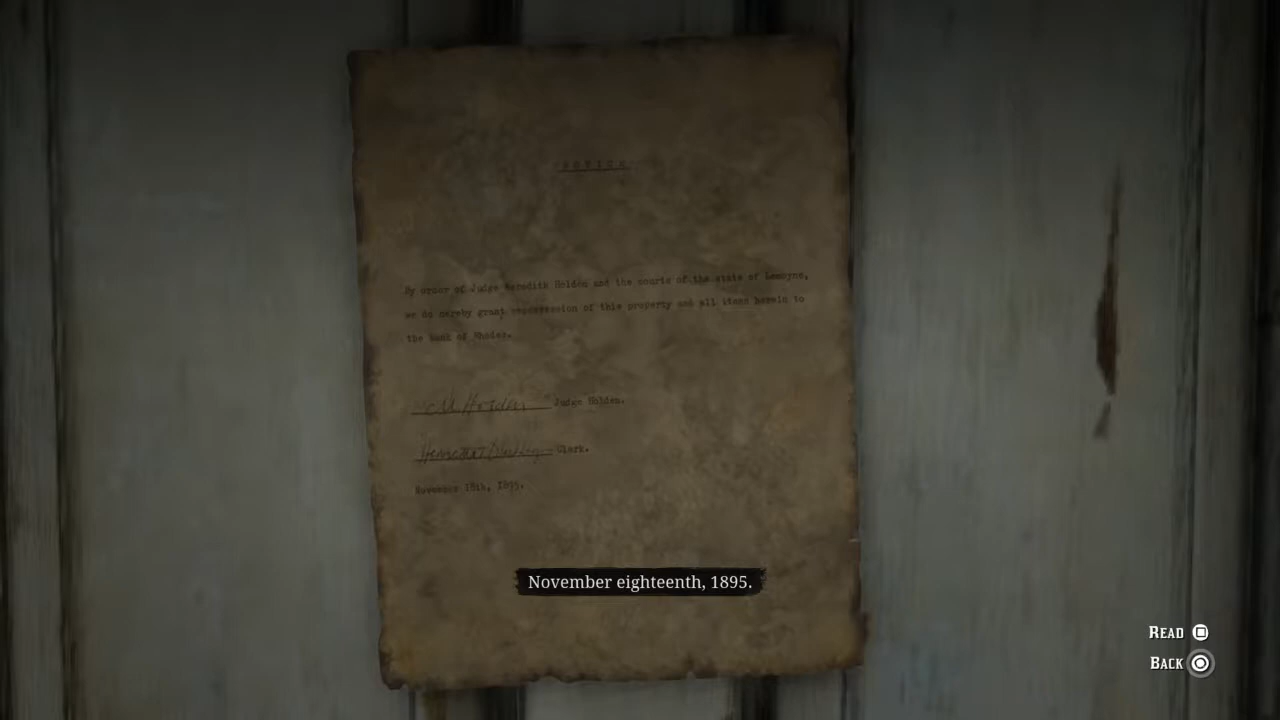 NOTICE
By order of Judge Meredith Holden and the courts of the state of Lemoyne,
we do hereby grant repossession of this property and all items herein to
the Bank of Rhodes.
M. Holden Judge Holden.
Clerk.
November 18th, 1895.
November eighteenth, 1895.
READ
BACK